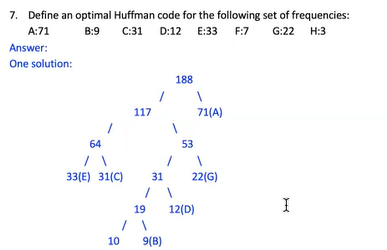 7. Define an optimal Huffman code for the following set of frequencies:
A:71 B:9 C:31 D:12 E:33 F:7 G:22 H:3
Answer:
One solution:
188
/ \
117 71(A)
/ \
64 53
/ \ / \
33(E) 31(C) 31 22(G)
/ \
19 12(D)
/ \
10 9(B)